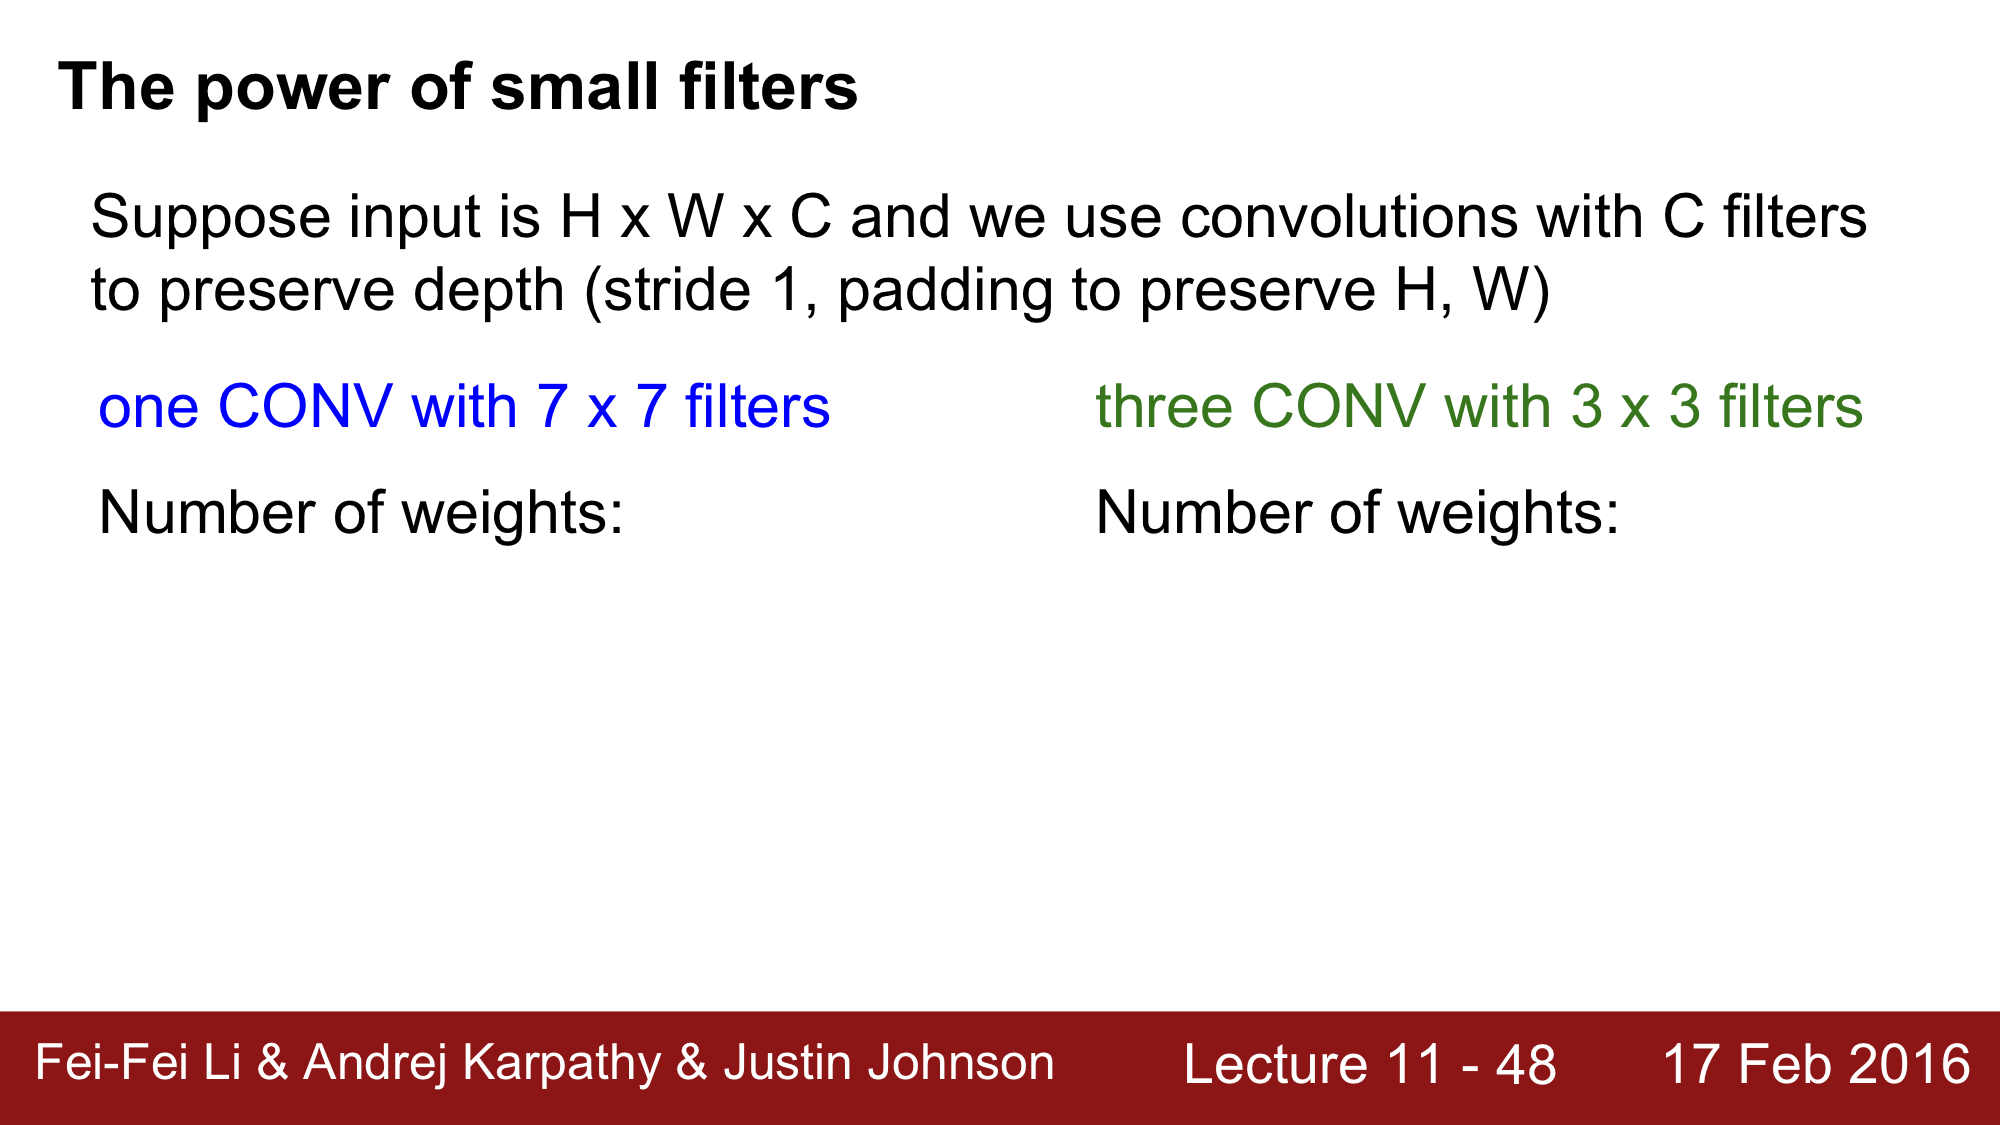 The power of small filters
Suppose input is H x W x C and we use convolutions with C filters
to preserve depth (stride 1, padding to preserve H, W)
one CONV with 7 x 7 filters
Number of weights:
three CONV with 3 x 3 filters
Number of weights:
Fei-Fei Li & Andrej Karpathy & Justin Johnson
Lecture 11 - 48
17 Feb 2016